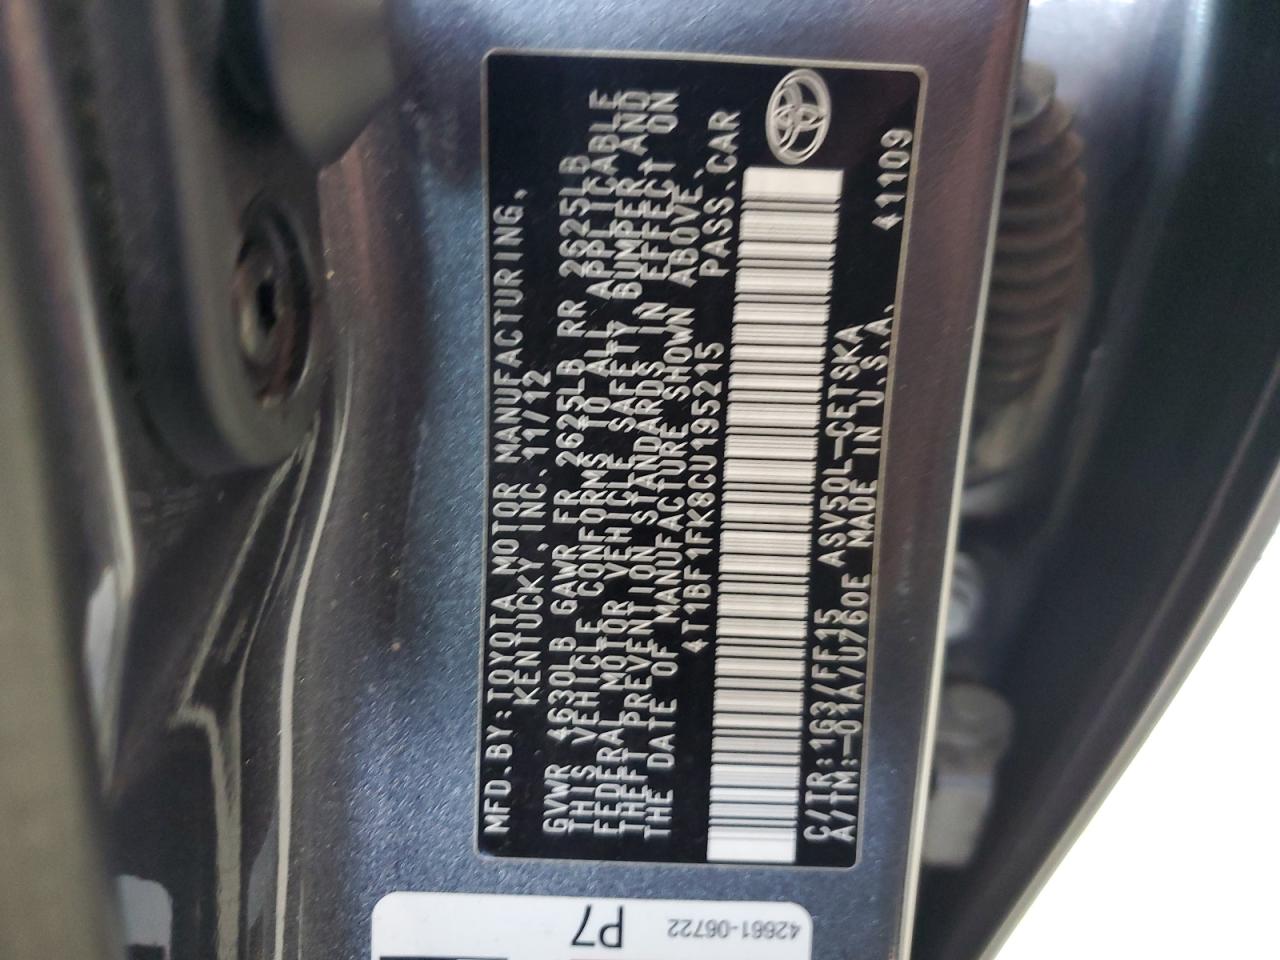 MFD.BY:TOYOTA MOTOR MANUFACTURING,
KENTUCKY,INC. 11/12
GVWR 4630LB GAWR FR 2625LB RR 2625LB
THIS VEHICLE CONFORMS TO ALL APPLICABLE
FEDERAL MOTOR VEHICLE SAFETY, BUMPER, AND
THEFT PREVENTION STANDARDS IN EFFECT ON
THE DATE OF MANUFACTURE SHOWN ABOVE.
4T1BF1FK8CU195215 PASS.CAR
C/TR:1G3/FF15 ASV50L-CETSKA 41109
A/TM:-01A/U760E MADE IN U.S.A.
P7
42661-06722